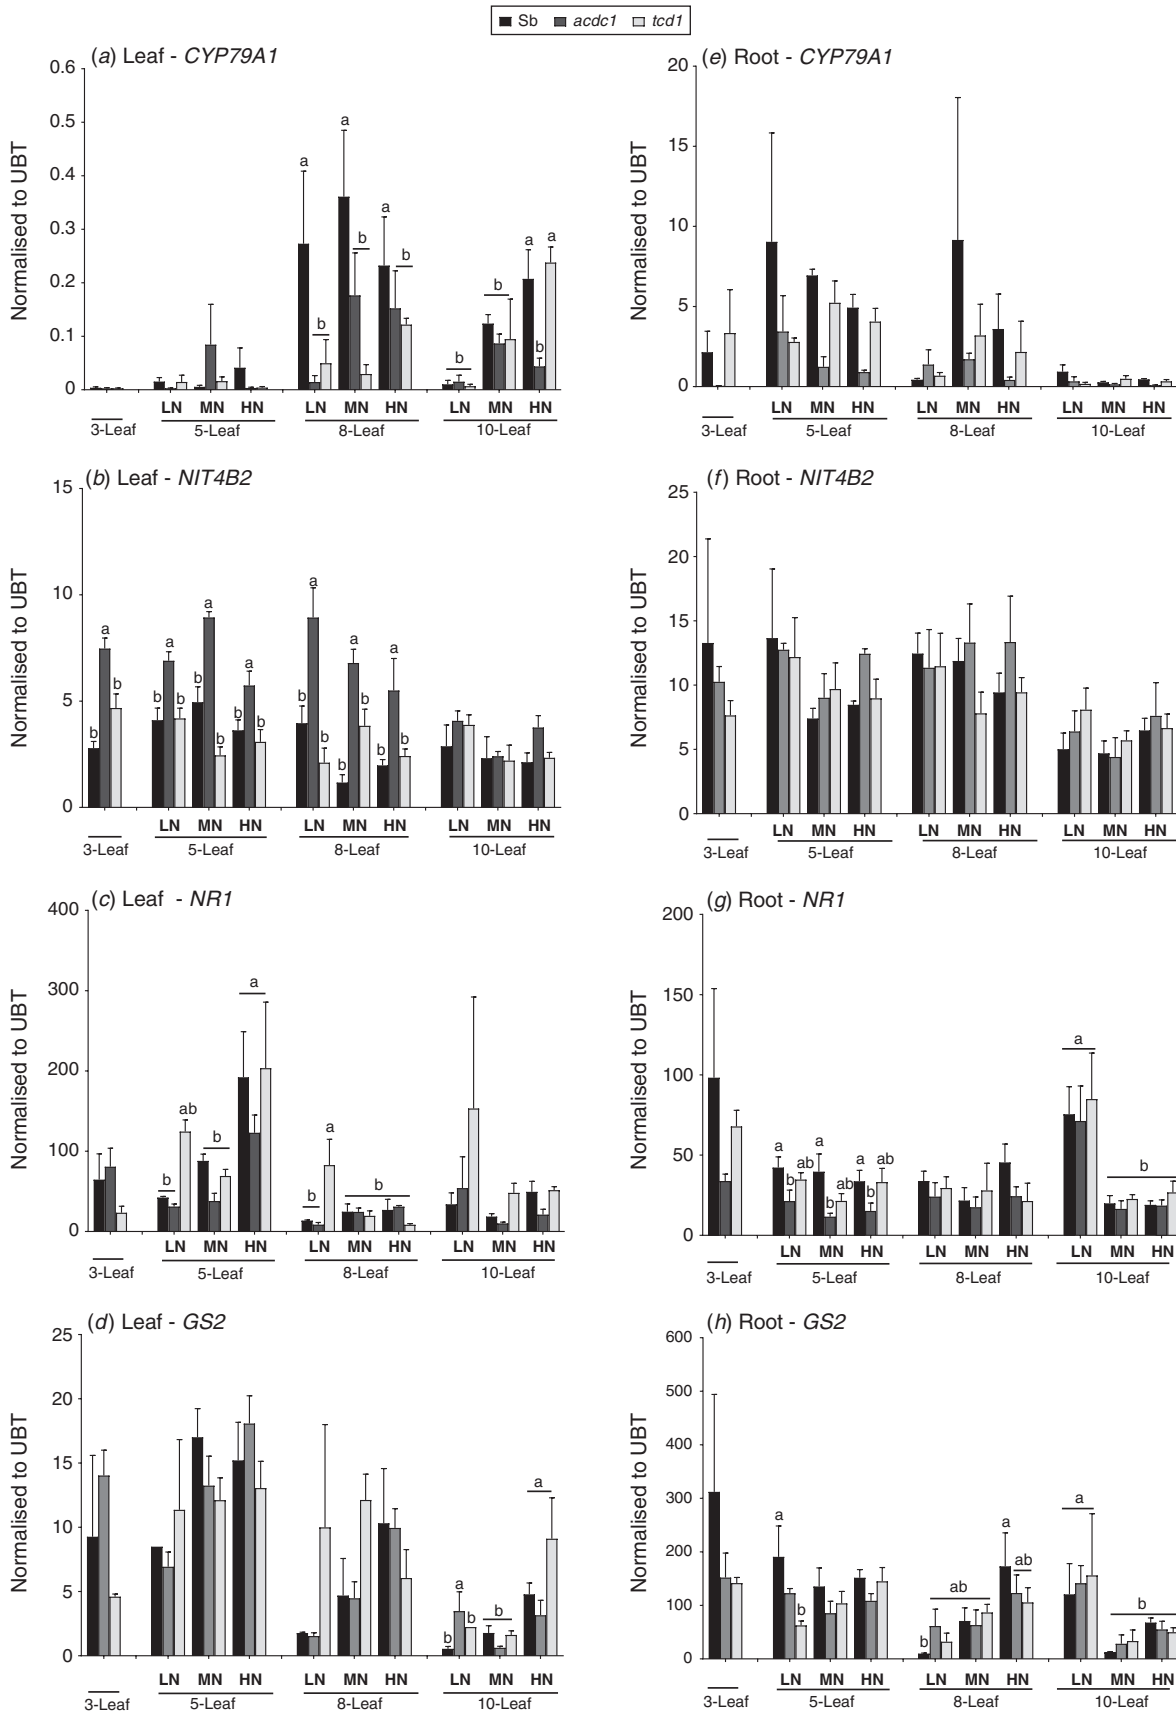 Sb acdc1 tcd1
(a) Leaf - CYP79A1
Normalised to UBT
0.6
0.5
0.4
0.3
0.2
0.1
0
a
a
a
b
b
b
b
b
a
b
a
LN MN HN LN MN HN LN MN HN
3-Leaf 5-Leaf 8-Leaf 10-Leaf
(e) Root - CYP79A1
Normalised to UBT
20
15
10
5
0
LN MN HN LN MN HN LN MN HN
3-Leaf 5-Leaf 8-Leaf 10-Leaf
(b) Leaf - NIT4B2
Normalised to UBT
15
10
5
0
b a b
b a b b a b b a b
b a b b a b b a b
LN MN HN LN MN HN LN MN HN
3-Leaf 5-Leaf 8-Leaf 10-Leaf
(f) Root - NIT4B2
Normalised to UBT
25
20
15
10
5
0
LN MN HN LN MN HN LN MN HN
3-Leaf 5-Leaf 8-Leaf 10-Leaf
(c) Leaf - NR1
Normalised to UBT
400
300
200
100
0
b ab b a
b a b
LN MN HN LN MN HN LN MN HN
3-Leaf 5-Leaf 8-Leaf 10-Leaf
(g) Root - NR1
Normalised to UBT
200
150
100
50
0
a b ab a b ab a b ab
a b
LN MN HN LN MN HN LN MN HN
3-Leaf 5-Leaf 8-Leaf 10-Leaf
(d) Leaf - GS2
Normalised to UBT
25
20
15
10
5
0
b a b b a
LN MN HN LN MN HN LN MN HN
3-Leaf 5-Leaf 8-Leaf 10-Leaf
(h) Root - GS2
Normalised to UBT
600
500
400
300
200
100
0
a b
b ab a ab
a b
LN MN HN LN MN HN LN MN HN
3-Leaf 5-Leaf 8-Leaf 10-Leaf